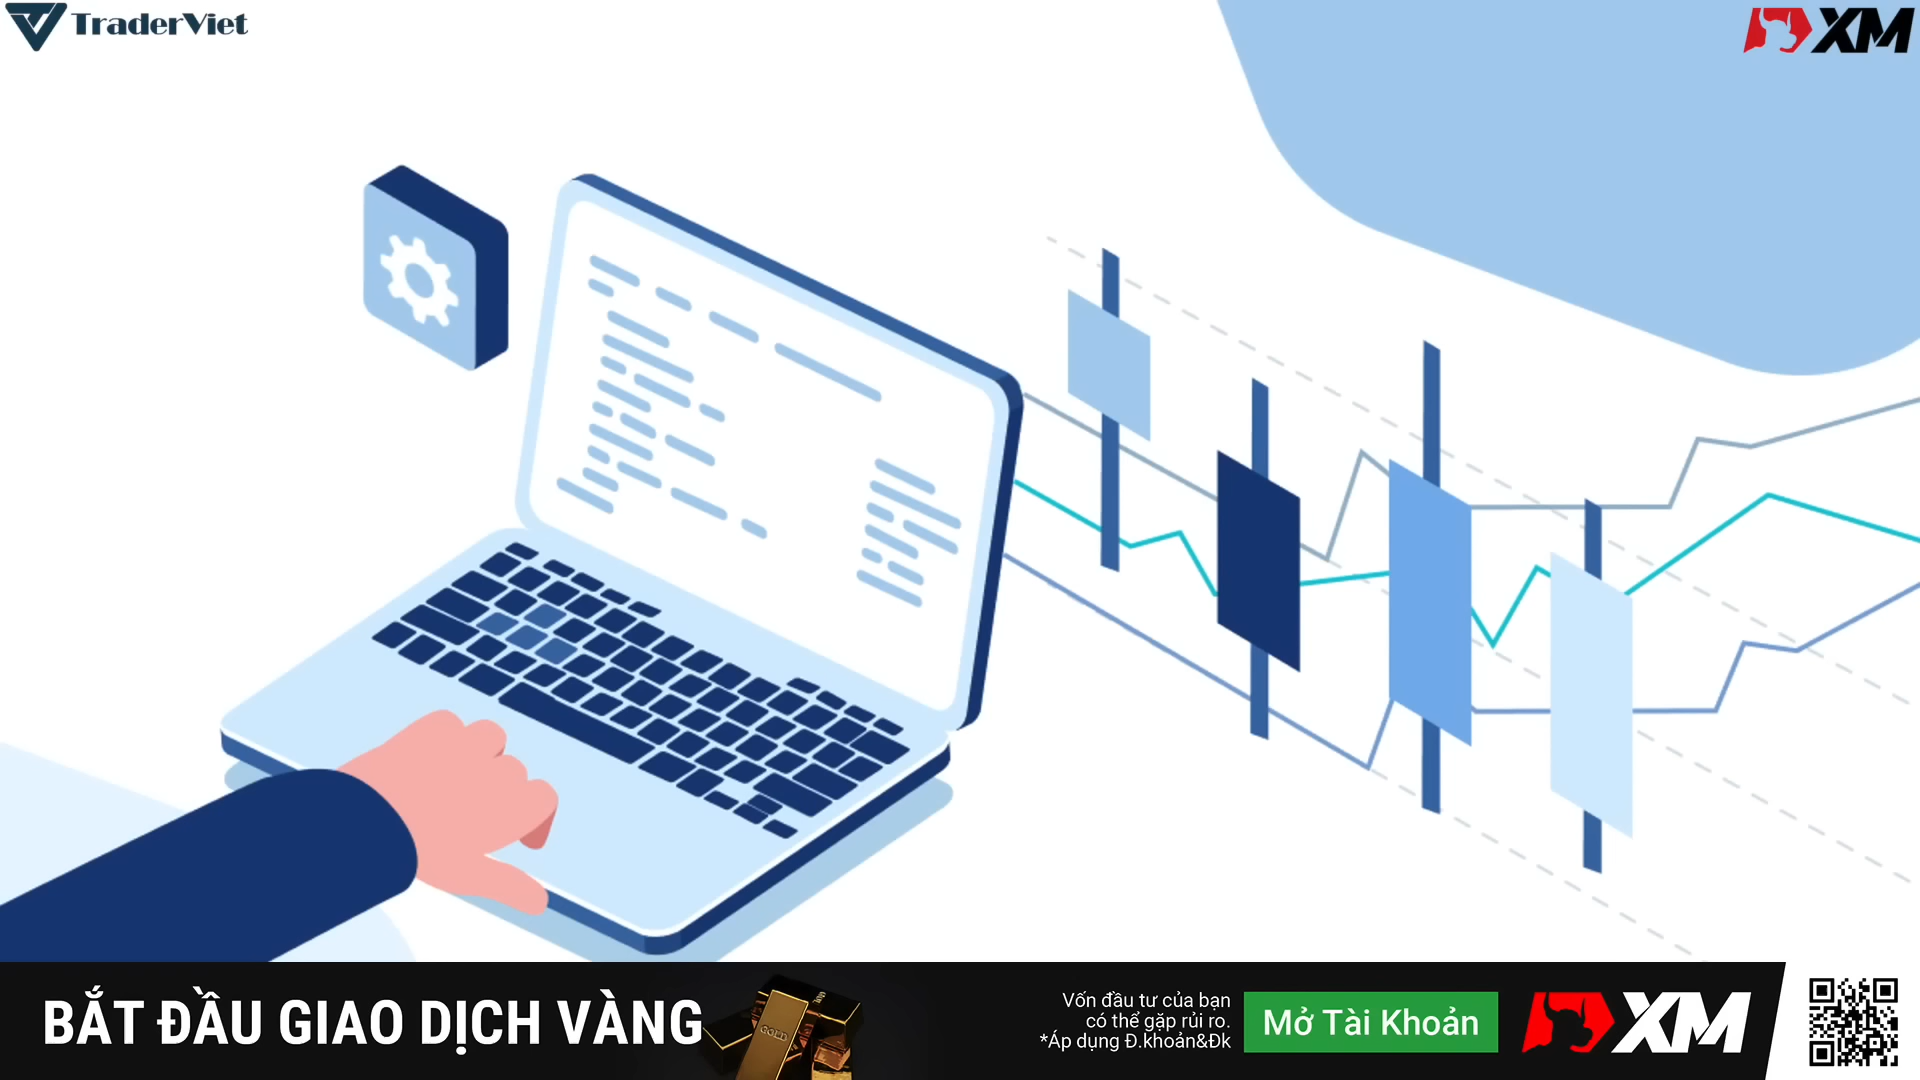 TraderViet
XM
BẮT ĐẦU GIAO DỊCH VÀNG
GOLD
Vốn đầu tư của bạn
có thể gặp rủi ro.
*Áp dụng Đ.khoản&Đk
Mở Tài Khoản
XM